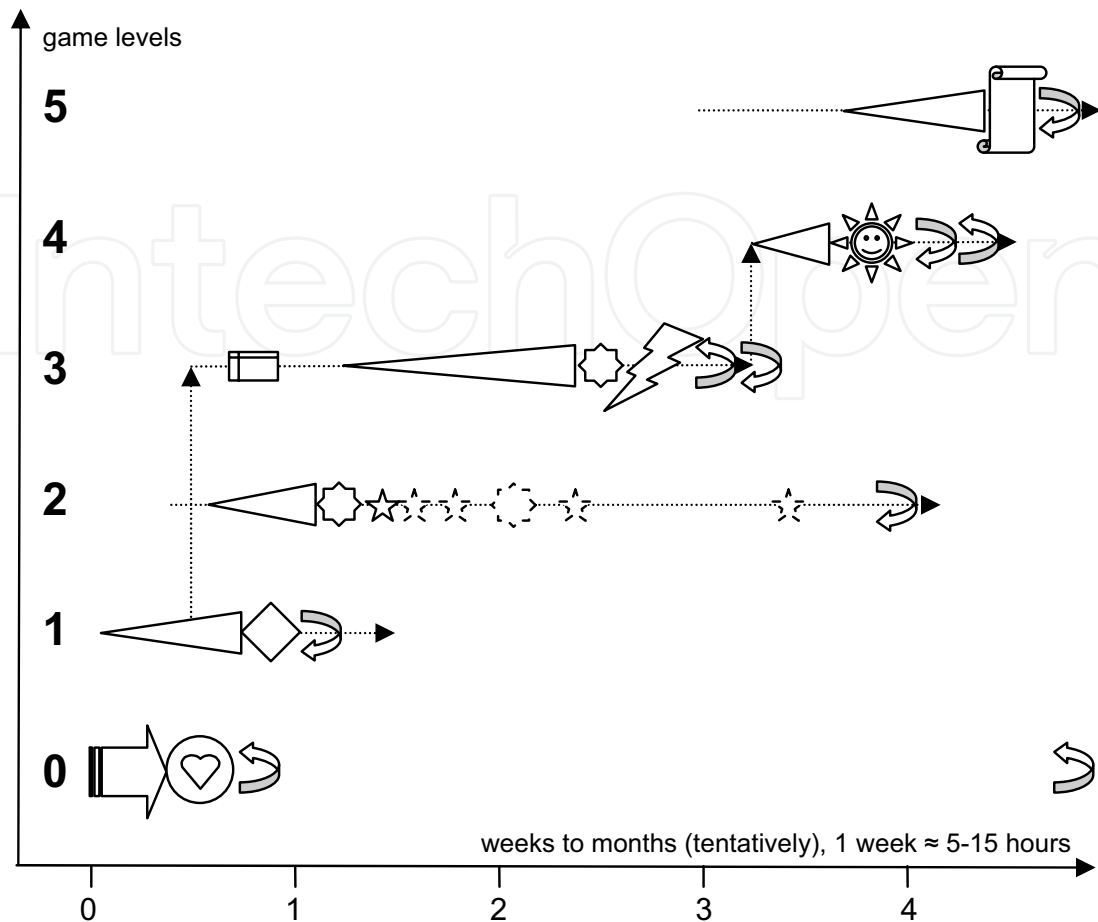 game levels
5
4
3
2
1
0
weeks to months (tentatively), 1 week ≈ 5-15 hours
0 1 2 3 4
IntechOpen